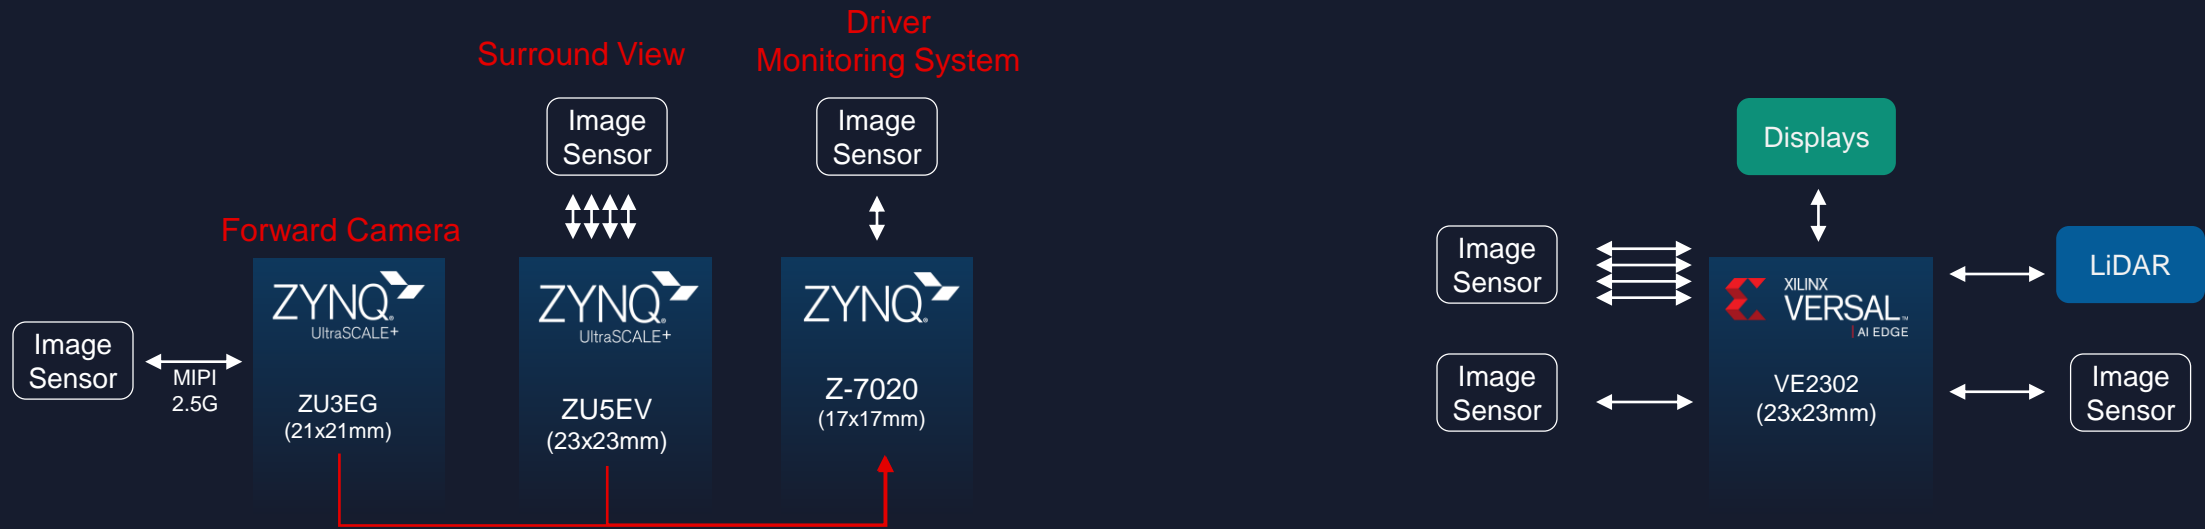 Driver
Monitoring System
Surround View
Image
Sensor
Image
Sensor
Forward Camera
ZYNQ®
UltraSCALE+
ZYNQ®
UltraSCALE+
ZYNQ®
Image
Sensor
MIPI
2.5G
ZU3EG
(21x21mm)
ZU5EV
(23x23mm)
Z-7020
(17x17mm)
Displays
Image
Sensor
LiDAR
XILINX
VERSAL™
AI EDGE
Image
Sensor
VE2302
(23x23mm)
Image
Sensor